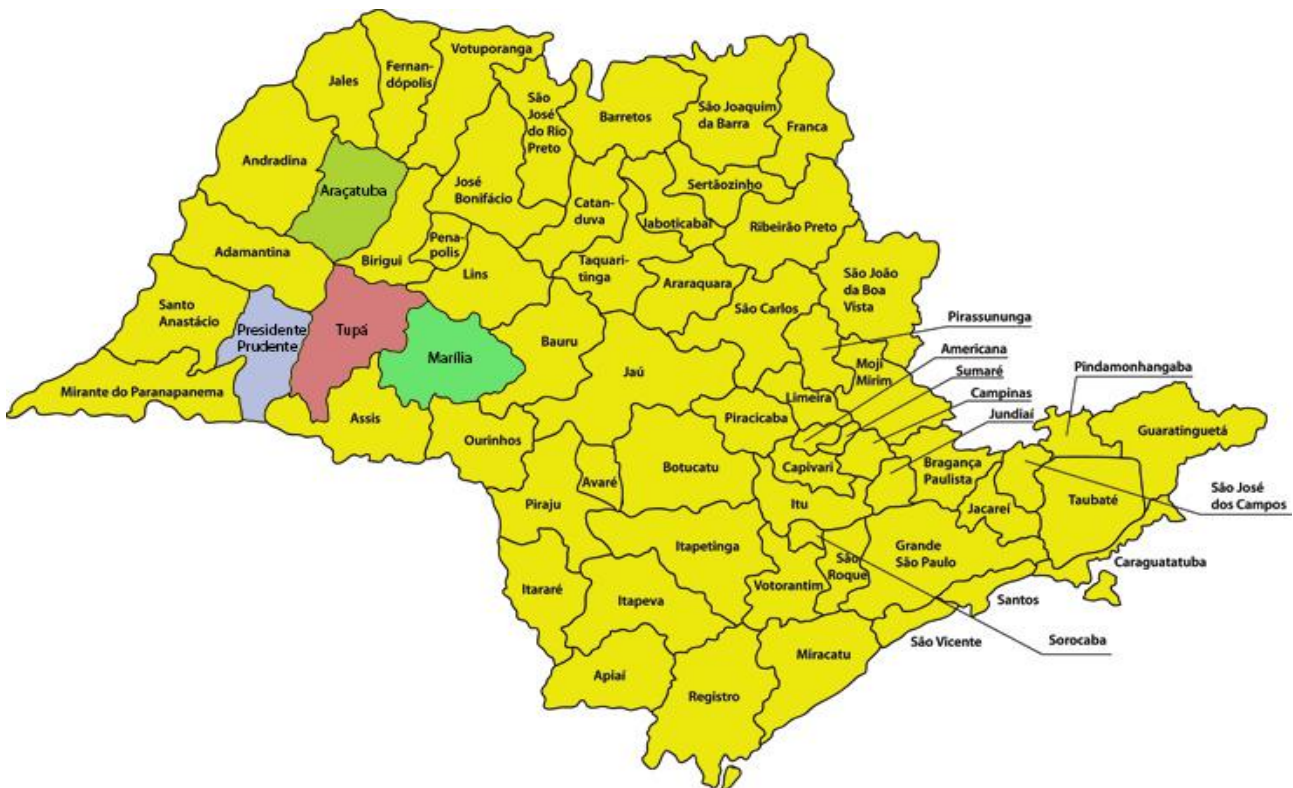 Votuporanga
Fernan-
dópolis
Jales
São
José
do Rio
Preto
Barretos
São Joaquim
da Barra
Franca
Andradina
Araçatuba
José
Bonifácio
Catan-
duva
Sertãozinho
Jaboticabal
Ribeirão Preto
Adamantina
Birigui
Pena-
polis
Lins
Taquari-
tinga
Araraquara
São João
da Boa
Vista
Santo
Anastácio
Presidente
Prudente
Tupá
Marília
Bauru
São Carlos
Pirassununga
Jaú
Moji
Mirim
Americana
Sumaré
Pindamonhangaba
Mirante do Paranapanema
Limeira
Campinas
Assis
Piracicaba
Jundiaí
Guaratinguetá
Ourinhos
Botucatu
Capivari
Bragança
Paulista
Avaré
São José
dos Campos
Piraju
Itu
Jacareí
Taubaté
Itapetinga
Grande
São Paulo
São
Roque
Caraguatatuba
Itararé
Itapeva
Votorantim
Santos
São Vicente
Sorocaba
Miracatu
Apiaí
Registro